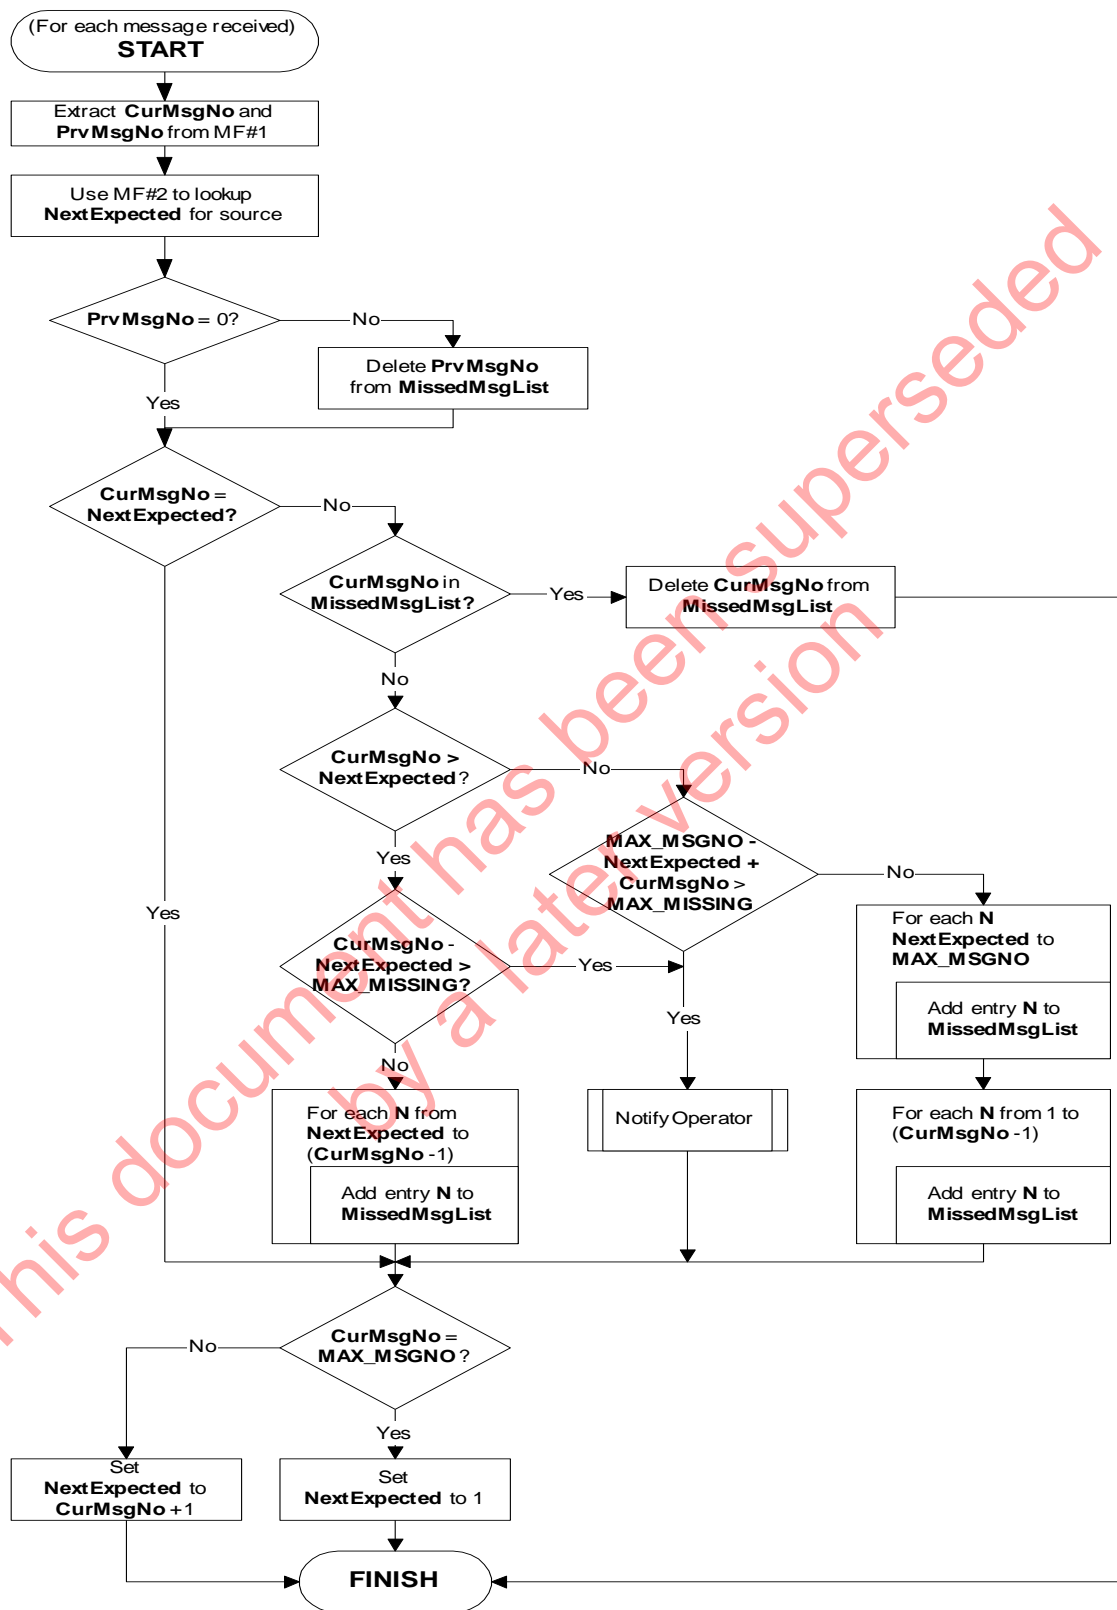 (For each message received)
START
Extract CurMsgNo and
PrvMsgNo from MF#1
Use MF#2 to lookup
NextExpected for source
PrvMsgNo = 0?
No
Delete PrvMsgNo
from MissedMsgList
Yes
CurMsgNo =
NextExpected?
No
CurMsgNo in
MissedMsgList?
Yes
Delete CurMsgNo from
MissedMsgList
No
CurMsgNo >
NextExpected?
No
MAX_MSGNO -
NextExpected +
CurMsgNo >
MAX_MISSING
No
Yes
Yes
CurMsgNo -
NextExpected >
MAX_MISSING?
Yes
For each N
NextExpected to
MAX_MSGNO
Add entry N to
MissedMsgList
Yes
No
For each N from
NextExpected to
(CurMsgNo -1)
Add entry N to
MissedMsgList
Notify Operator
For each N from 1 to
(CurMsgNo -1)
Add entry N to
MissedMsgList
CurMsgNo =
MAX_MSGNO?
No
Yes
Set
NextExpected to
CurMsgNo +1
Set
NextExpected to 1
FINISH
This document has been superseded
by a later version